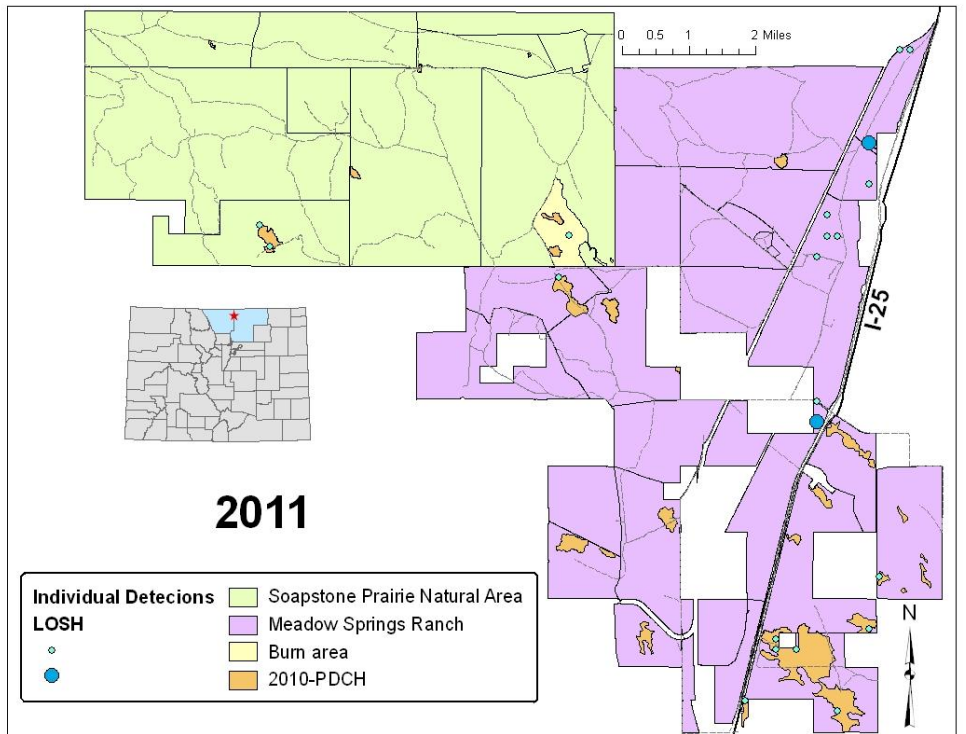 0 0.5 1 2 Miles
I-25
2011
N
Individual Detecions
LOSH
Soapstone Prairie Natural Area
Meadow Springs Ranch
Burn area
2010-PDCH